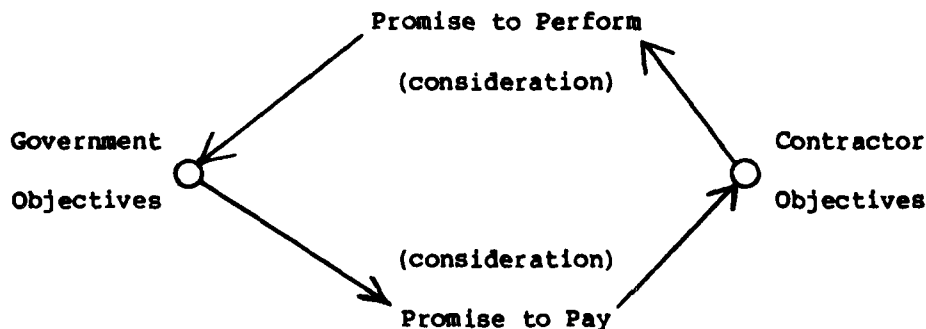 Promise to Perform
(consideration)
Government
Objectives
Contractor
Objectives
(consideration)
Promise to Pay